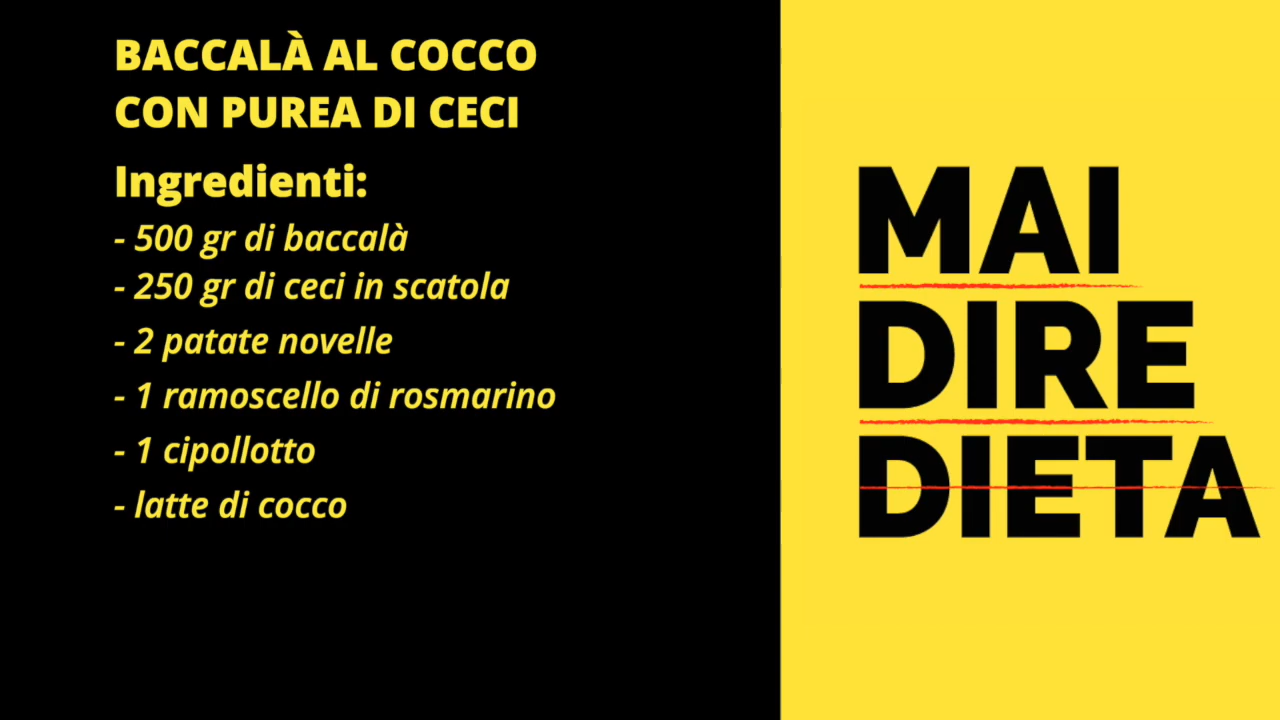 BACCALÀ AL COCCO
CON PUREA DI CECI
Ingredienti:
- 500 gr di baccalà
- 250 gr di ceci in scatola
- 2 patate novelle
- 1 ramoscello di rosmarino
- 1 cipollotto
- latte di cocco
MAI
DIRE
DIETA